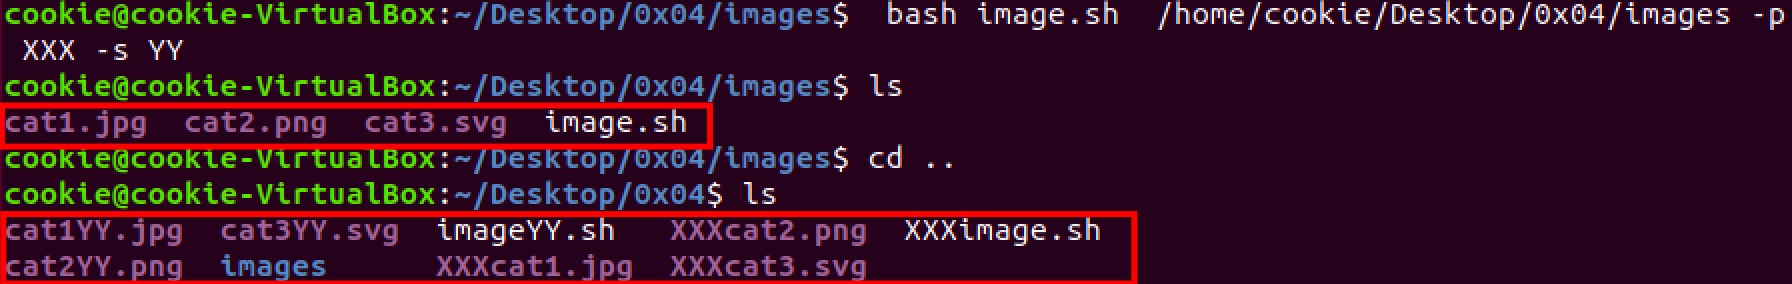 cookie@cookie-VirtualBox:~/Desktop/0x04/images$  bash image.sh  /home/cookie/Desktop/0x04/images -p
 XXX -s YY
cookie@cookie-VirtualBox:~/Desktop/0x04/images$ ls
cat1.jpg  cat2.png  cat3.svg  image.sh
cookie@cookie-VirtualBox:~/Desktop/0x04/images$ cd ..
cookie@cookie-VirtualBox:~/Desktop/0x04$ ls
cat1YY.jpg  cat3YY.svg  imageYY.sh   XXXcat2.png  XXXimage.sh
cat2YY.png  images      XXXcat1.jpg  XXXcat3.svg